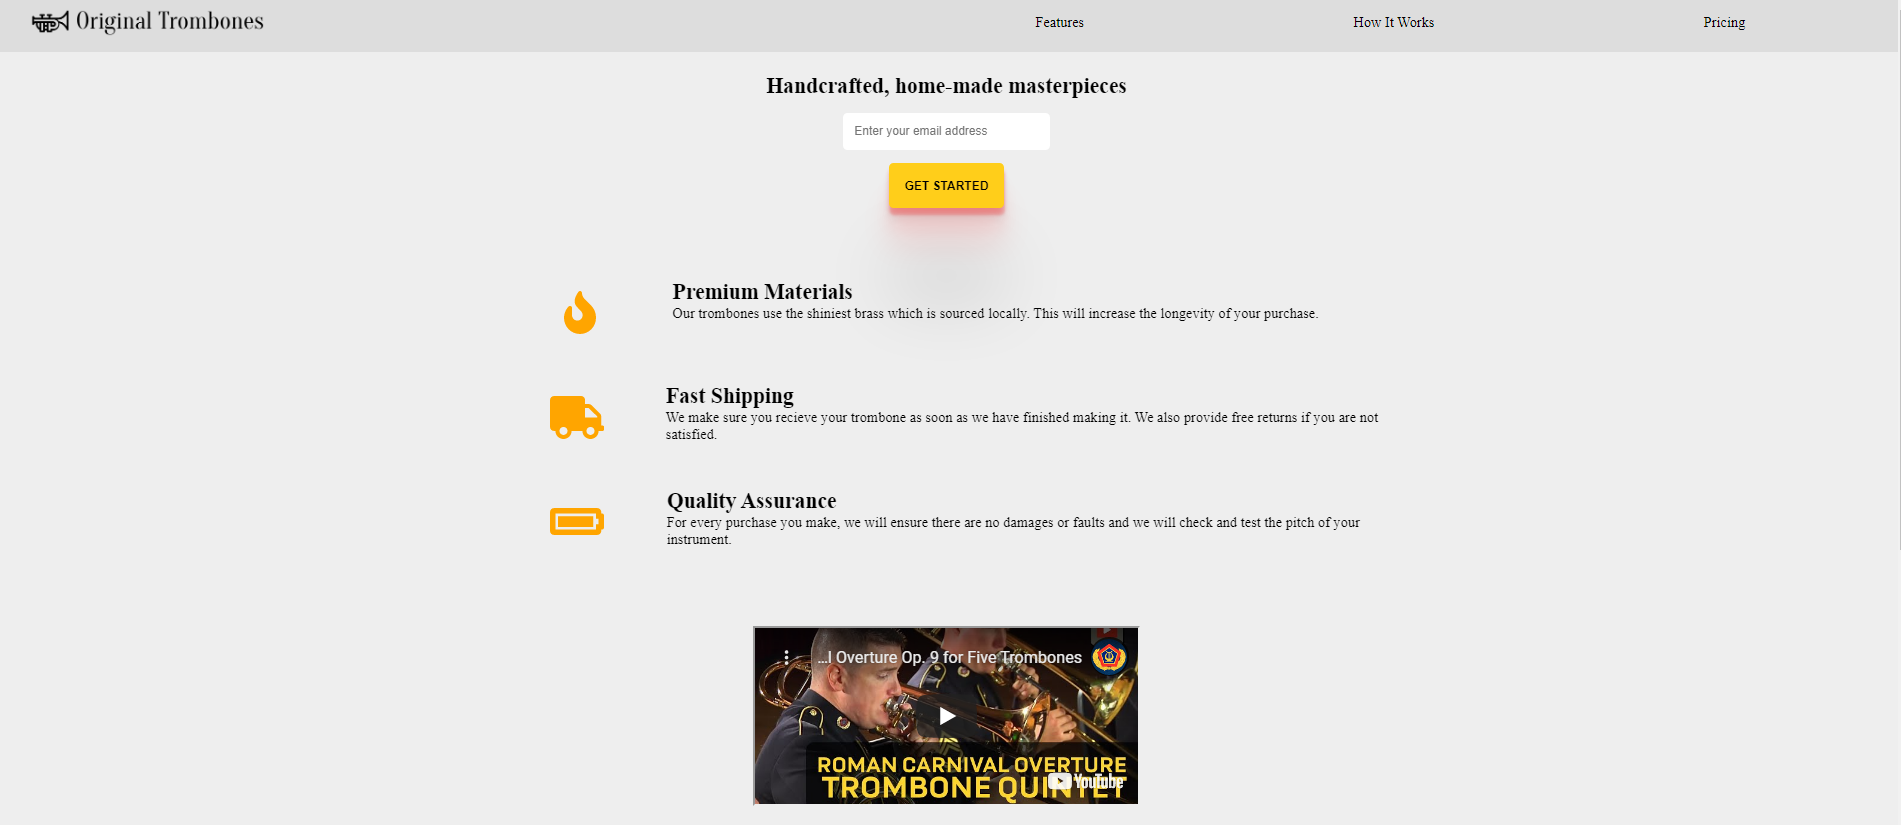 Original Trombones
Features
How It Works
Pricing
Handcrafted, home-made masterpieces
Enter your email address
GET STARTED
Premium Materials
Our trombones use the shiniest brass which is sourced locally. This will increase the longevity of your purchase.
Fast Shipping
We make sure you recieve your trombone as soon as we have finished making it. We also provide free returns if you are not
satisfied.
Quality Assurance
For every purchase you make, we will ensure there are no damages or faults and we will check and test the pitch of your
instrument.
...l Overture Op. 9 for Five Trombones
ROMAN CARNIVAL OVERTURE
TROMBONE QUINTET
YouTube